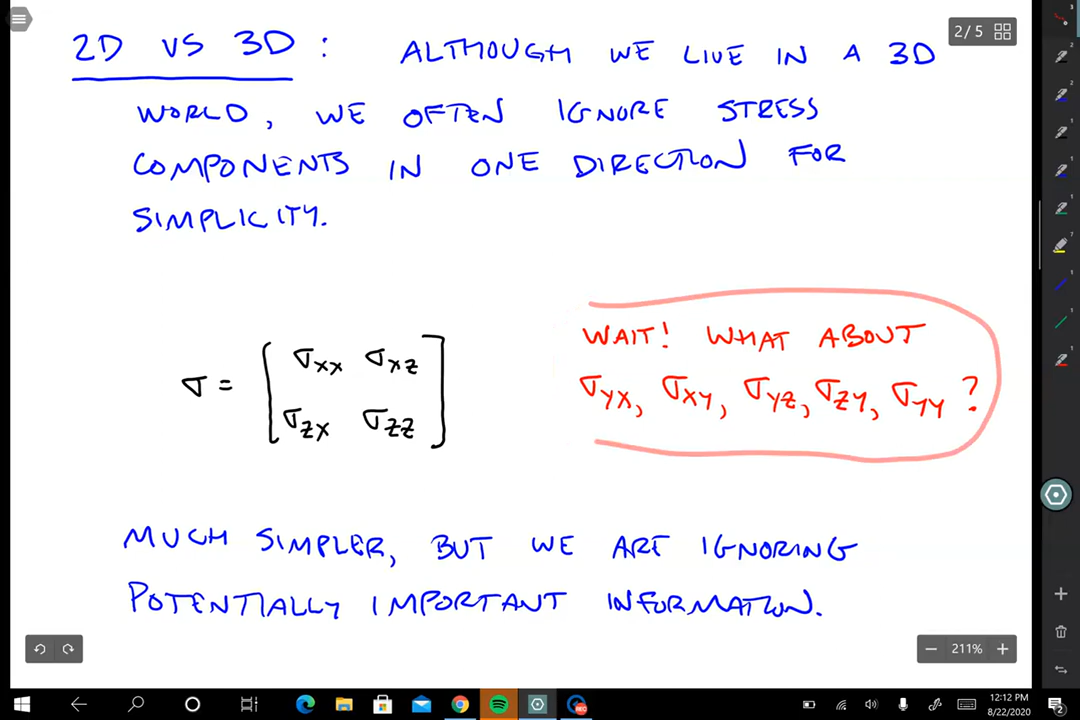 2D VS 3D : ALTHOUGH WE LIVE IN A 3D
WORLD, WE OFTEN IGNORE STRESS
COMPONENTS IN ONE DIRECTION FOR
SIMPLICITY.
σ = [ σxx σxz
σzx σzz ]
WAIT! WHAT ABOUT
σyx, σxy, σyz, σzy, σyy ?
MUCH SIMPLER, BUT WE ARE IGNORING
POTENTIALLY IMPORTANT INFORMATION.
2/5
211%
12:12 PM
8/22/2020